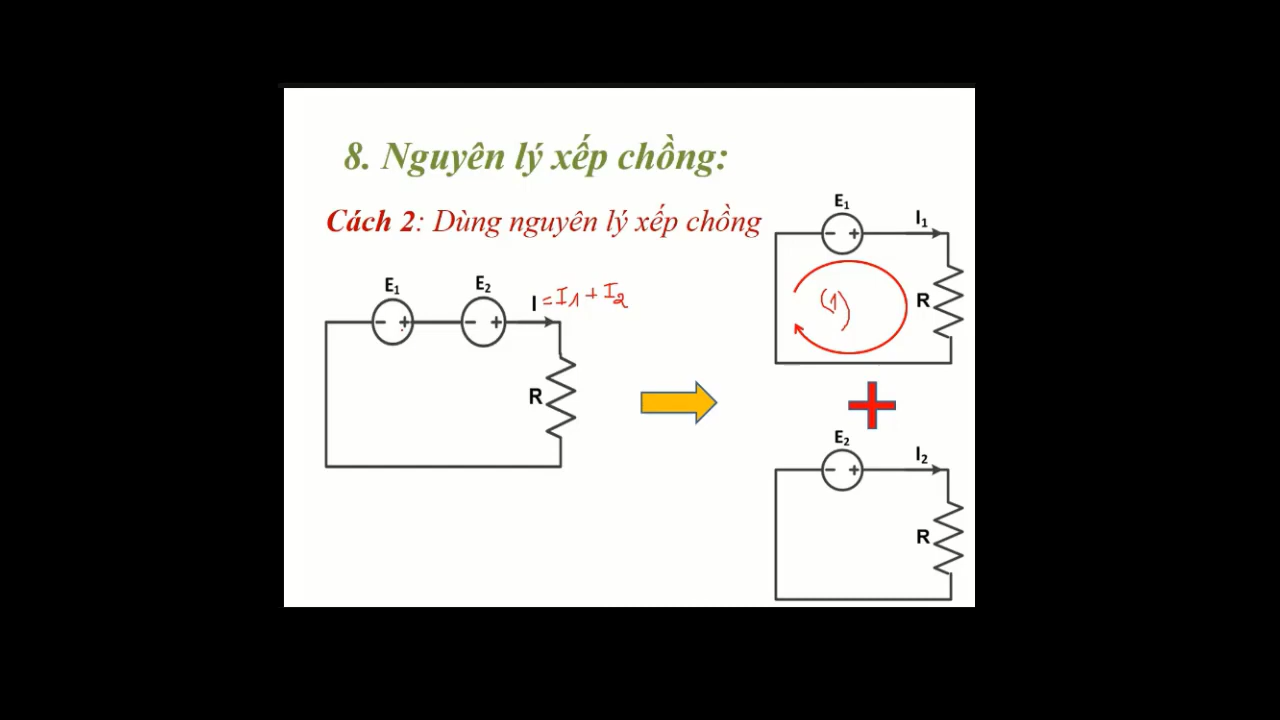 8. Nguyên lý xếp chồng:
Cách 2: Dùng nguyên lý xếp chồng
E₁
E₂
I = I₁ + I₂
R
E₁
I₁
(1)
R
E₂
I₂
R